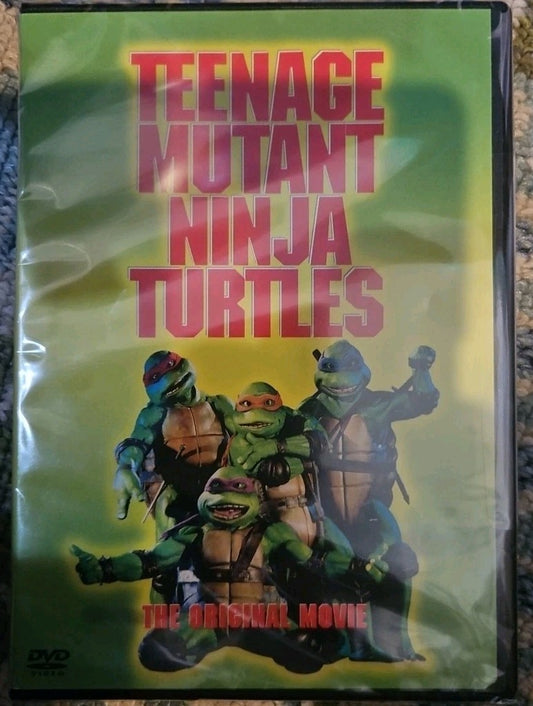 TEENAGE
MUTANT
NINJA
TURTLES
THE ORIGINAL MOVIE
DVD
VIDEO